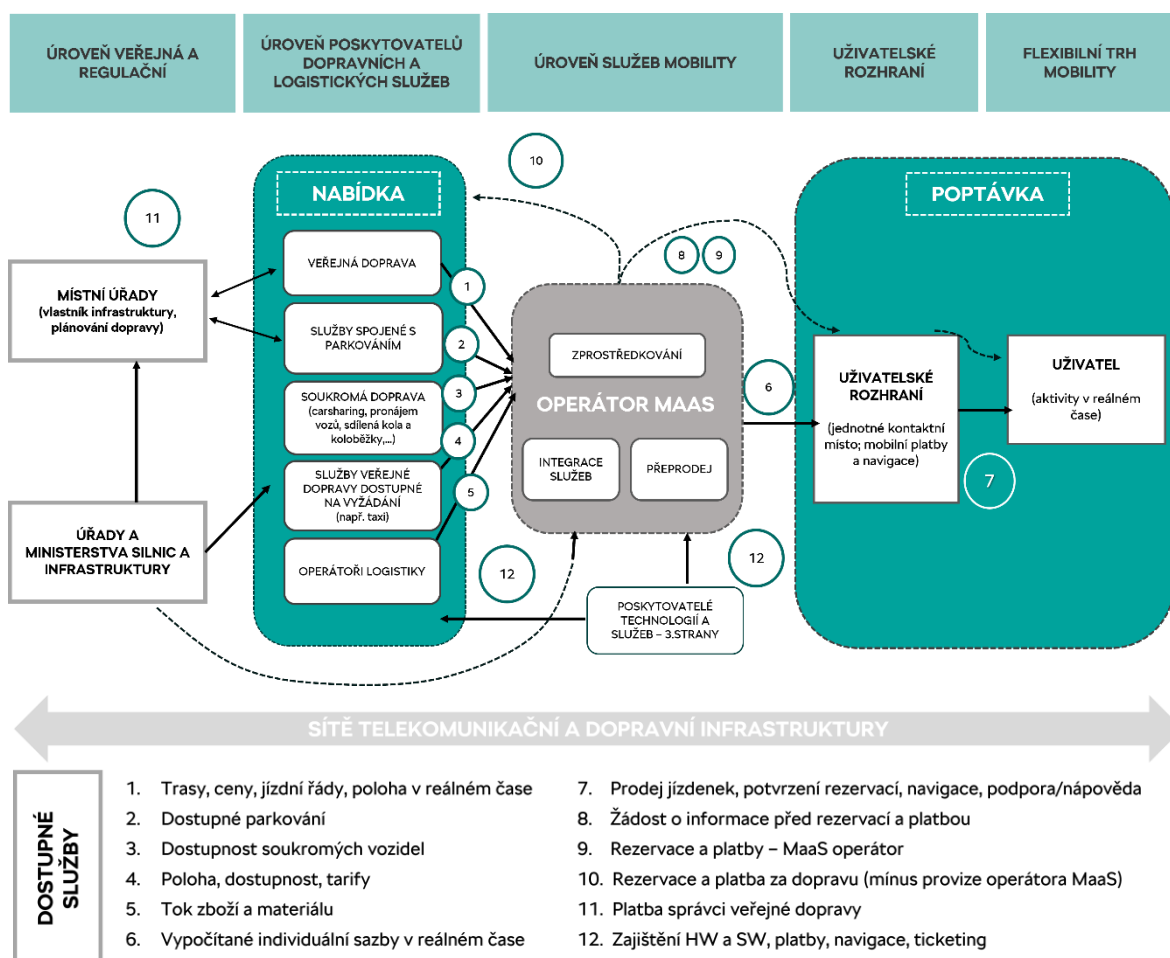 ÚROVEŇ VEŘEJNÁ A
REGULAČNÍ
ÚROVEŇ POSKYTOVATELŮ
DOPRAVNÍCH A
LOGISTICKÝCH SLUŽEB
ÚROVEŇ SLUŽEB MOBILITY
UŽIVATELSKÉ
ROZHRANÍ
FLEXIBILNÍ TRH
MOBILITY
11
MÍSTNÍ ÚŘADY
(vlastník infrastruktury,
plánování dopravy)
ÚŘADY A
MINISTERSTVA SILNIC A
INFRASTRUKTURY
NABÍDKA
VEŘEJNÁ DOPRAVA
SLUŽBY SPOJENÉ S
PARKOVÁNÍM
SOUKROMÁ DOPRAVA
(carsharing, pronájem
vozů, sdílená kola a
koloběžky,...)
SLUŽBY VEŘEJNÉ
DOPRAVY DOSTUPNÉ
NA VYŽÁDÁNÍ
(např. taxi)
OPERÁTOŘI LOGISTIKY
1
2
3
4
5
10
12
8
9
ZPROSTŘEDKOVÁNÍ
OPERÁTOR MAAS
INTEGRACE
SLUŽEB
PŘEPRODEJ
12
POSKYTOVATELÉ
TECHNOLOGIÍ A
SLUŽEB – 3.STRANY
6
POPTÁVKA
UŽIVATELSKÉ
ROZHRANÍ
(jednotné kontaktní
místo; mobilní platby
a navigace)
7
UŽIVATEL
(aktivity v reálném
čase)
SÍTĚ TELEKOMUNIKAČNÍ A DOPRAVNÍ INFRASTRUKTURY
DOSTUPNÉ
SLUŽBY
1. Trasy, ceny, jízdní řády, poloha v reálném čase
2. Dostupné parkování
3. Dostupnost soukromých vozidel
4. Poloha, dostupnost, tarify
5. Tok zboží a materiálu
6. Vypočítané individuální sazby v reálném čase
7. Prodej jízdenek, potvrzení rezervací, navigace, podpora/nápověda
8. Žádost o informace před rezervací a platbou
9. Rezervace a platby – MaaS operátor
10. Rezervace a platba za dopravu (mínus provize operátora MaaS)
11. Platba správci veřejné dopravy
12. Zajištění HW a SW, platby, navigace, ticketing